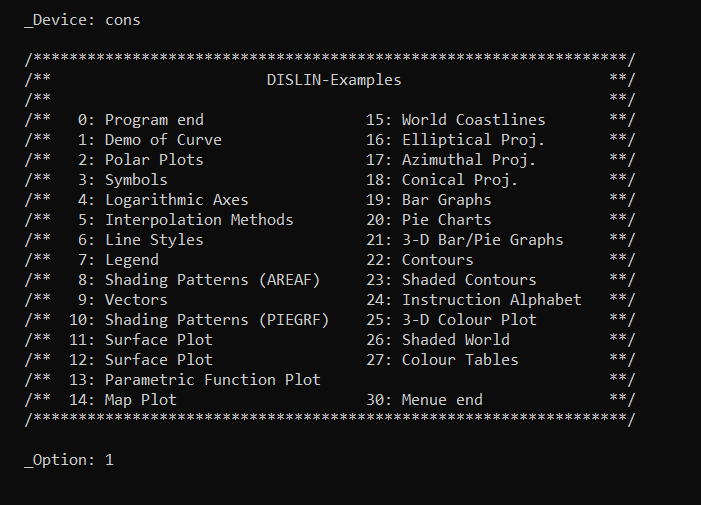 _Device: cons
/******************************************************************/
/**                        DISLIN-Examples                       **/
/**                                                              **/
/**   0: Program end                  15: World Coastlines       **/
/**   1: Demo of Curve                16: Elliptical Proj.       **/
/**   2: Polar Plots                  17: Azimuthal Proj.        **/
/**   3: Symbols                      18: Conical Proj.          **/
/**   4: Logarithmic Axes             19: Bar Graphs             **/
/**   5: Interpolation Methods        20: Pie Charts             **/
/**   6: Line Styles                  21: 3-D Bar/Pie Graphs     **/
/**   7: Legend                       22: Contours               **/
/**   8: Shading Patterns (AREAF)     23: Shaded Contours        **/
/**   9: Vectors                      24: Instruction Alphabet   **/
/**  10: Shading Patterns (PIEGRF)    25: 3-D Colour Plot        **/
/**  11: Surface Plot                 26: Shaded World           **/
/**  12: Surface Plot                 27: Colour Tables          **/
/**  13: Parametric Function Plot                                **/
/**  14: Map Plot                     30: Menue end              **/
/******************************************************************/
_Option: 1